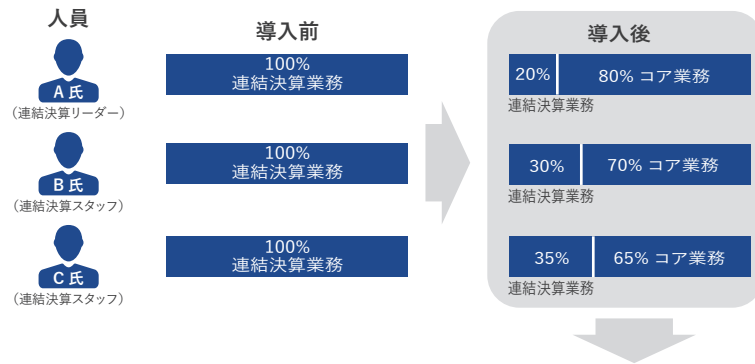 人員
導入前
導入後
A 氏
(連結決算リーダー)
100%
連結決算業務
20%
80% コア業務
連結決算業務
B 氏
(連結決算スタッフ)
100%
連結決算業務
30%
70% コア業務
連結決算業務
C 氏
(連結決算スタッフ)
100%
連結決算業務
35%
65% コア業務
連結決算業務